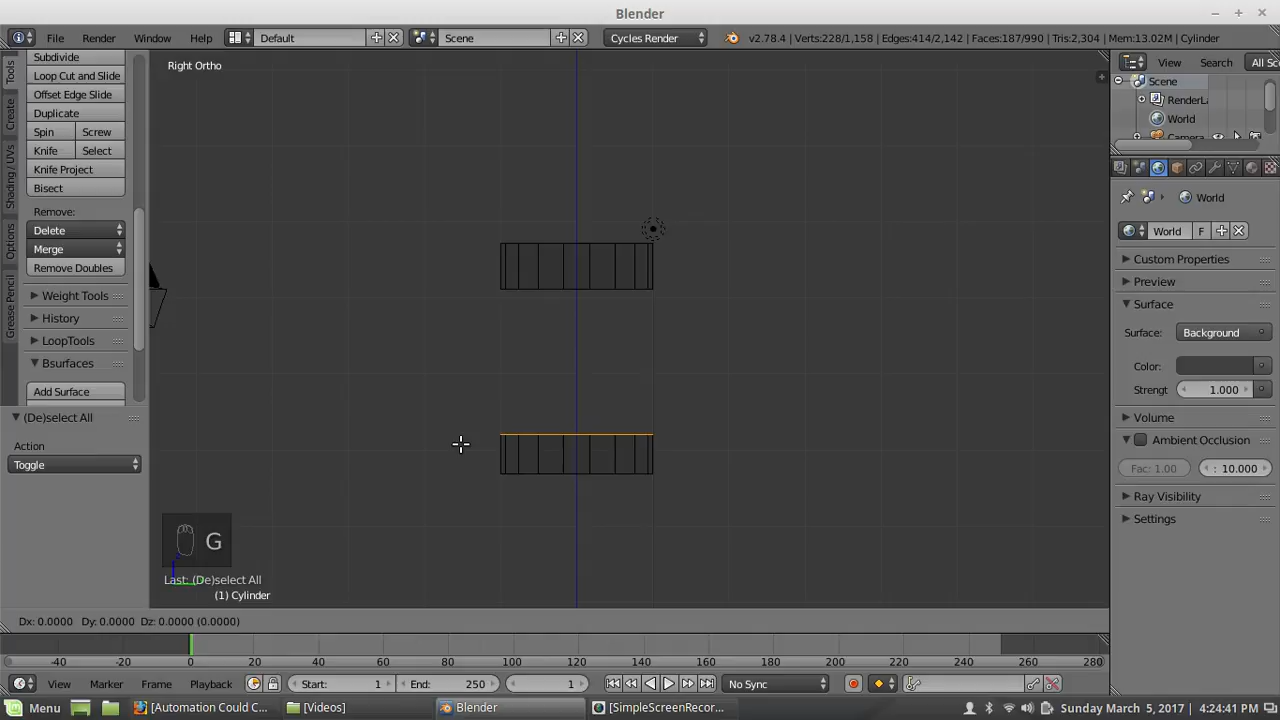 Blender
File Render Window Help Default Scene Cycles Render v2.78.4 | Verts:228/1,158 | Edges:414/2,142 | Faces:187/990 | Tris:2,304 | Mem:13.02M | Cylinder
Tools
Create
Shading / UVs
Options
Grease Pencil
Subdivide
Loop Cut and Slide
Offset Edge Slide
Duplicate
Spin Screw
Knife Select
Knife Project
Bisect
Remove:
Delete
Merge
Remove Doubles
Weight Tools
History
LoopTools
Bsurfaces
Add Surface
(De)select All
Action
Toggle
Right Ortho
G
Last: (De)select All
(1) Cylinder
Dx: 0.0000 Dy: 0.0000 Dz: 0.0000 (0.0000)
View Search All Sce
Scene
RenderLa
World
Camera
World
World F
Custom Properties
Preview
Surface
Surface: Background
Color:
Strengt 1.000
Volume
Ambient Occlusion
Fac: 1.00 : 10.000
Ray Visibility
Settings
-40 -20 0 20 40 60 80 100 120 140 160 180 200 220 240 260 280
View Marker Frame Playback Start: 1 End: 250 1 No Sync
Menu [Automation Could C... [Videos] Blender [SimpleScreenRecor... Sunday March 5, 2017, 4:24:41 PM